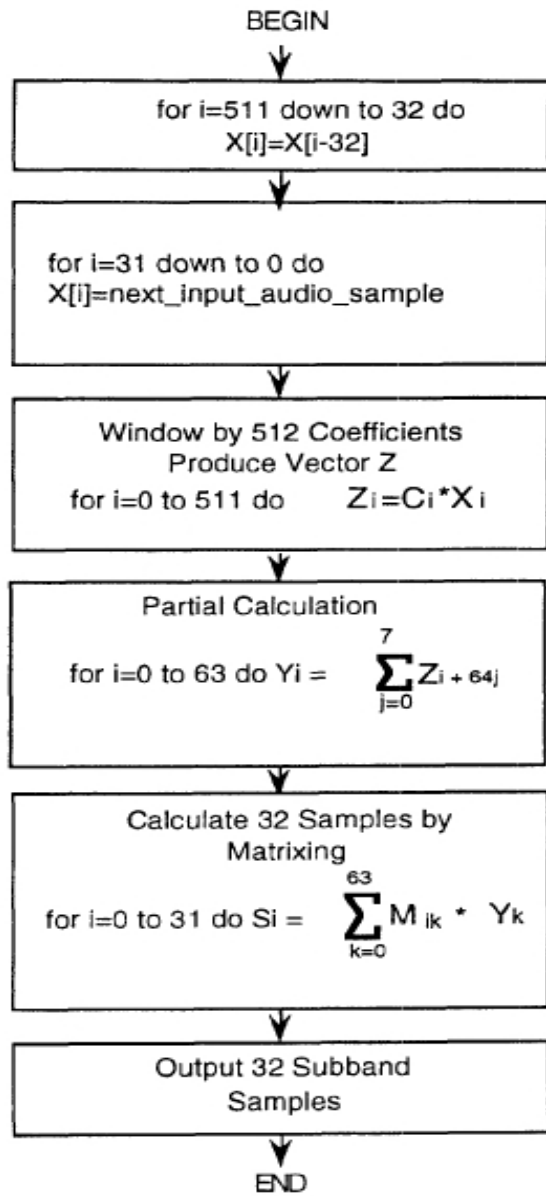 BEGIN
for i=511 down to 32 do
X[i]=X[i-32]
for i=31 down to 0 do
X[i]=next_input_audio_sample
Window by 512 Coefficients
Produce Vector Z
for i=0 to 511 do Zi=Ci*Xi
Partial Calculation
7
for i=0 to 63 do Yi = ∑ Zi + 64j
j=0
Calculate 32 Samples by
Matrixing
63
for i=0 to 31 do Si = ∑ M ik * Yk
k=0
Output 32 Subband
Samples
END